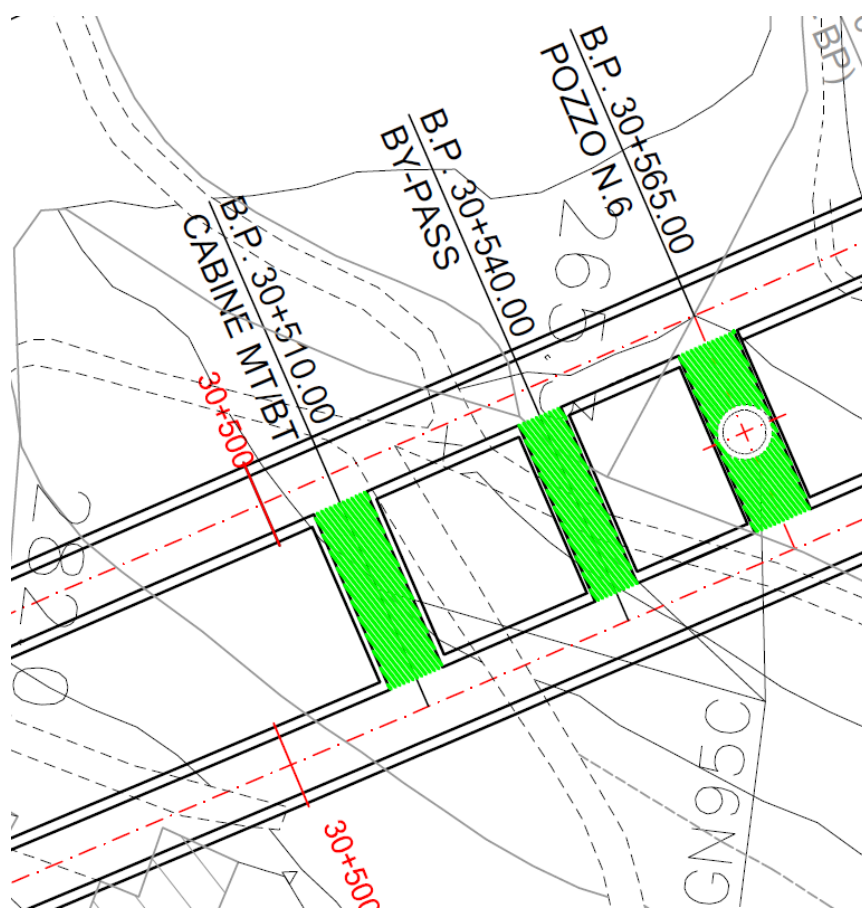 B.P. 30+510.00
CABINE MT/BT
B.P. 30+540.00
BY-PASS
B.P. 30+565.00
POZZO N.6
BP)
30+500
30+500
GN95C